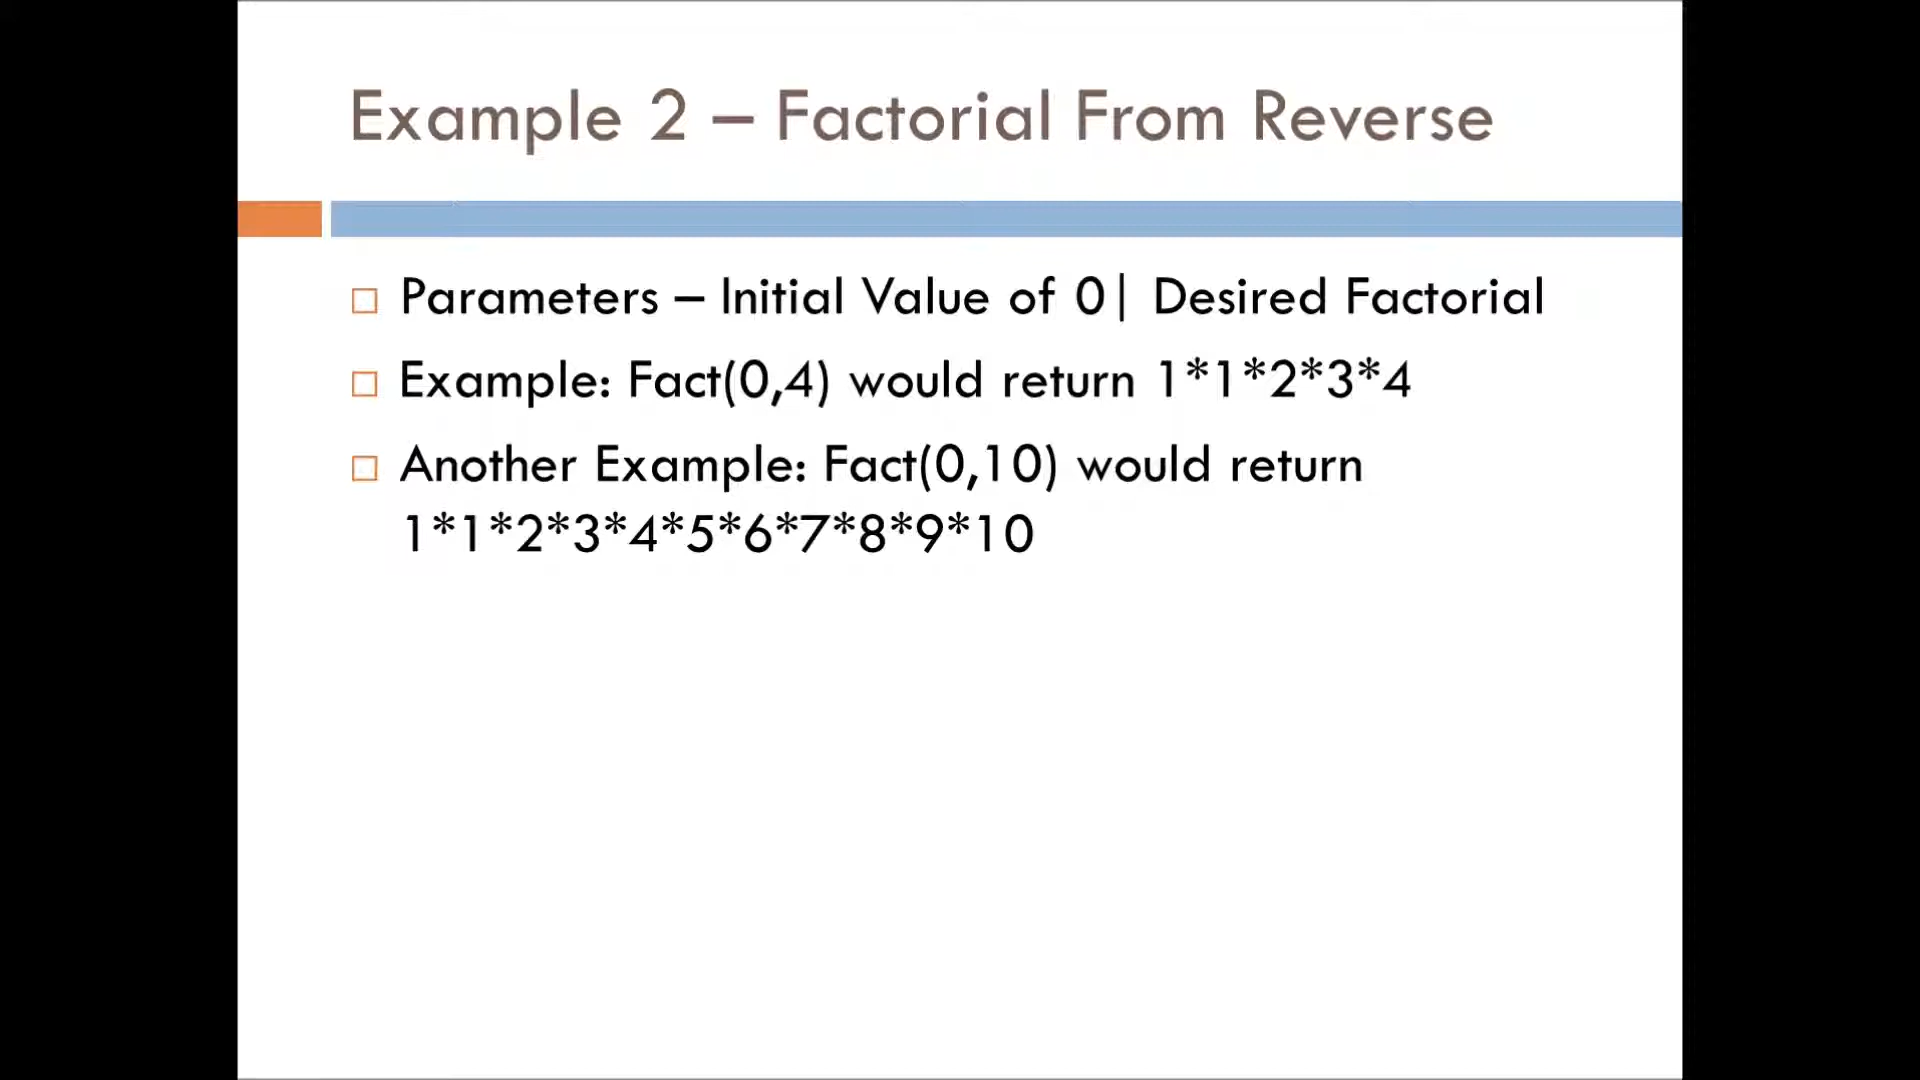 Example 2 – Factorial From Reverse
Parameters – Initial Value of 0| Desired Factorial
Example: Fact(0,4) would return 1*1*2*3*4
Another Example: Fact(0,10) would return
1*1*2*3*4*5*6*7*8*9*10